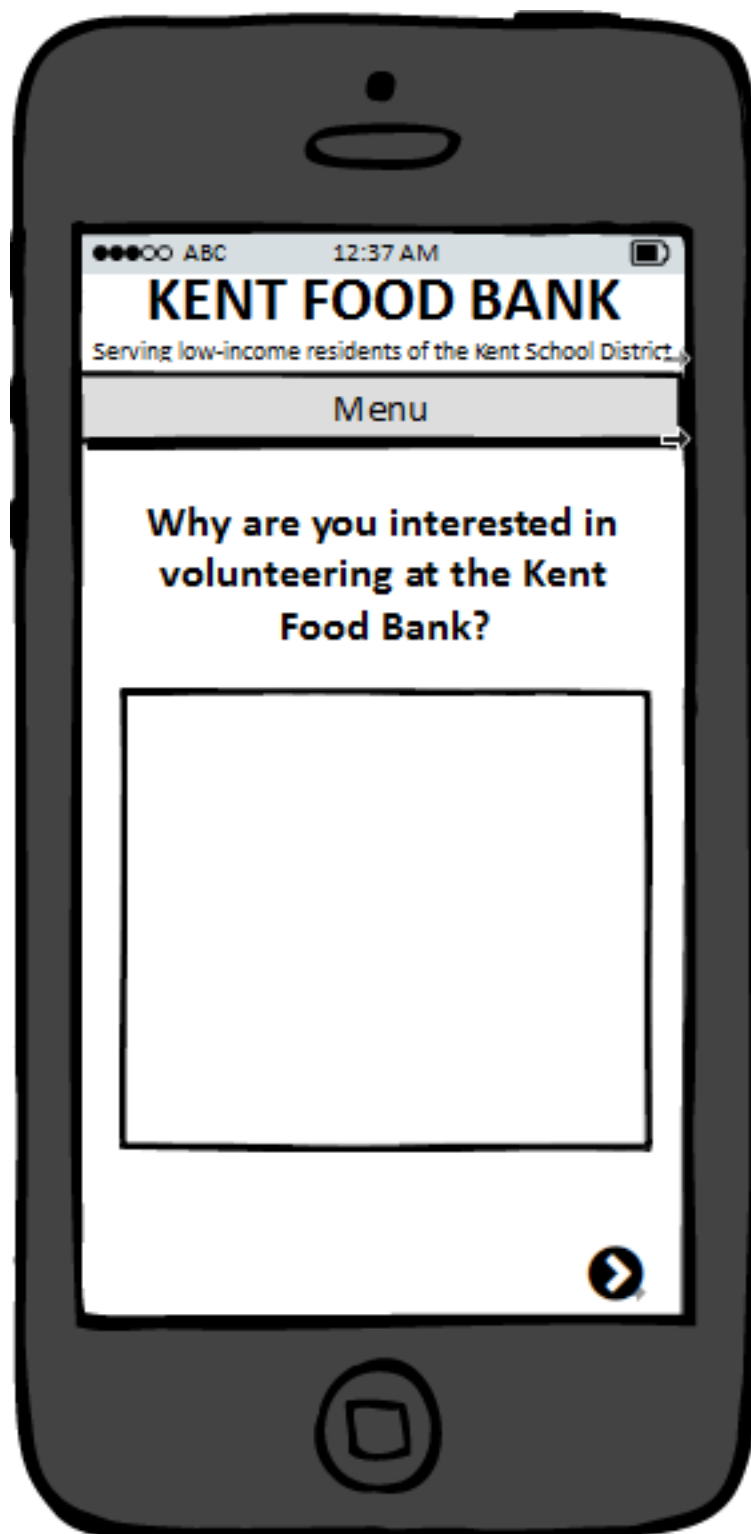 ABC 12:37 AM
KENT FOOD BANK
Serving low-income residents of the Kent School District
Menu
Why are you interested in
volunteering at the Kent
Food Bank?